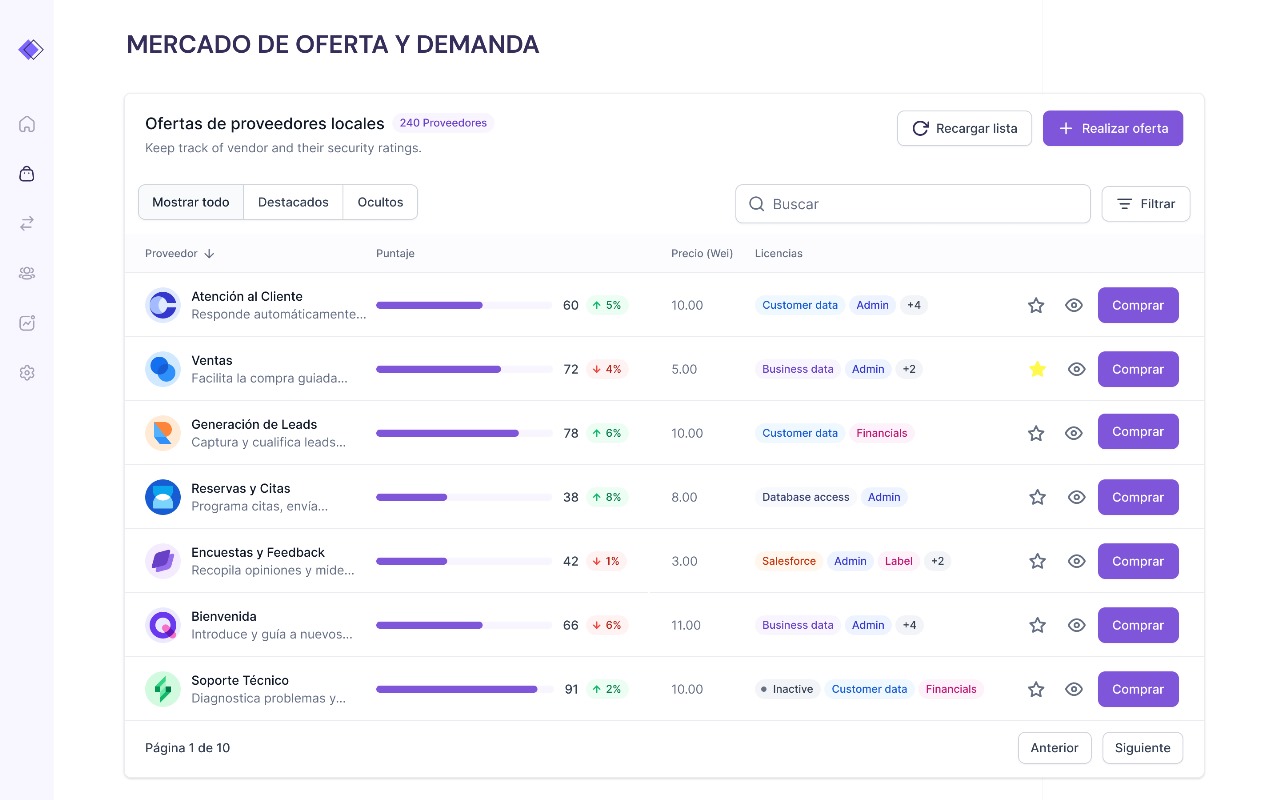 MERCADO DE OFERTA Y DEMANDA
Ofertas de proveedores locales 240 Proveedores
Keep track of vendor and their security ratings.
Recargar lista
Realizar oferta
Mostrar todo Destacados Ocultos
Buscar
Filtrar
Proveedor Puntaje Precio (Wei) Licencias
Atención al Cliente
Responde automáticamente...
60 5% 10.00 Customer data Admin +4 Comprar
Ventas
Facilita la compra guiada...
72 4% 5.00 Business data Admin +2 Comprar
Generación de Leads
Captura y cualifica leads...
78 6% 10.00 Customer data Financials Comprar
Reservas y Citas
Programa citas, envía...
38 8% 8.00 Database access Admin Comprar
Encuestas y Feedback
Recopila opiniones y mide...
42 1% 3.00 Salesforce Admin Label +2 Comprar
Bienvenida
Introduce y guía a nuevos...
66 6% 11.00 Business data Admin +4 Comprar
Soporte Técnico
Diagnostica problemas y...
91 2% 10.00 Inactive Customer data Financials Comprar
Página 1 de 10
Anterior Siguiente